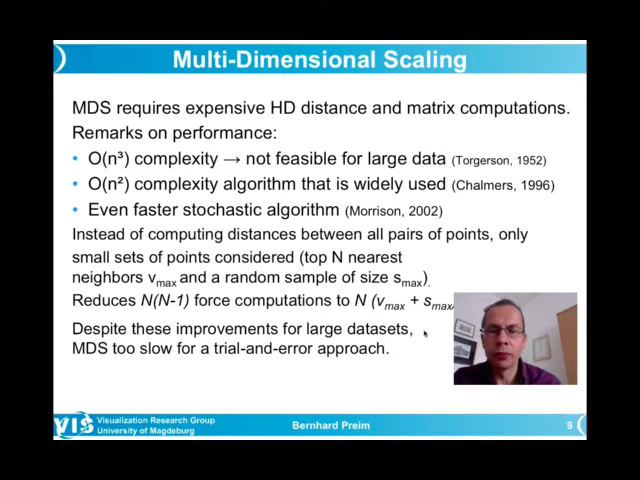 Multi-Dimensional Scaling
MDS requires expensive HD distance and matrix computations.
Remarks on performance:
• O(n³) complexity → not feasible for large data (Torgerson, 1952)
• O(n²) complexity algorithm that is widely used (Chalmers, 1996)
• Even faster stochastic algorithm (Morrison, 2002)
Instead of computing distances between all pairs of points, only
small sets of points considered (top N nearest
neighbors vmax and a random sample of size smax).
Reduces N(N-1) force computations to N (vmax + smax
Despite these improvements for large datasets,
MDS too slow for a trial-and-error approach.
VIS
Visualization Research Group
University of Magdeburg
Bernhard Preim
9